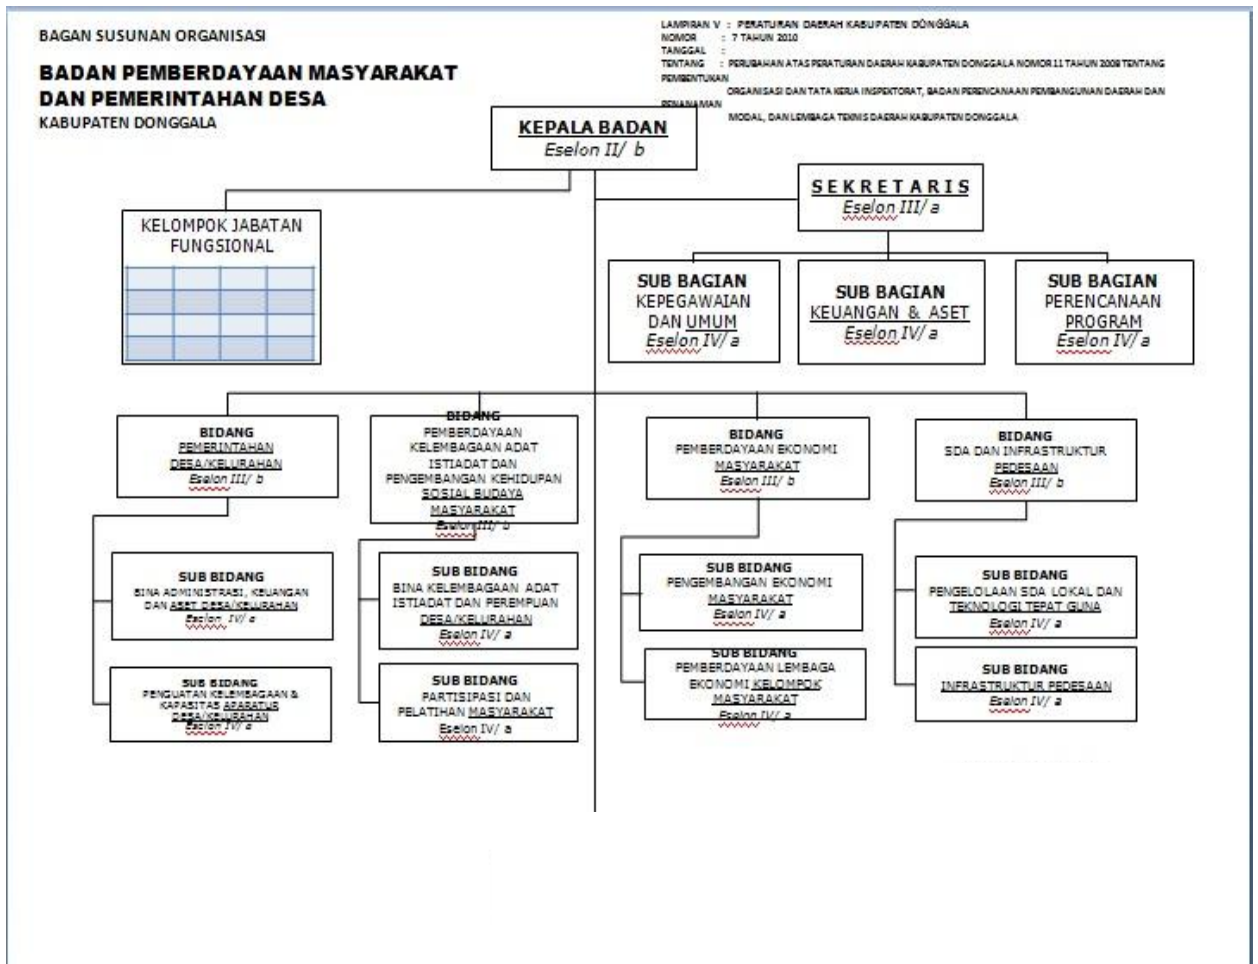 BAGAN SUSUNAN ORGANISASI
BADAN PEMBERDAYAAN MASYARAKAT
DAN PEMERINTAHAN DESA
KABUPATEN DONGGALA
LAMPIRAN V : PERATURAN DAERAH KABUPATEN DONGGALA
NOMOR : 7 TAHUN 2010
TANGGAL :
TENTANG : PERUBAHAN ATAS PERATURAN DAERAH KABUPATEN DONGGALA NOMOR 11 TAHUN 2008 TENTANG
PEMBENTUKAN
ORGANISASI DAN TATA KERJA INSPEKTORAT, BADAN PERENCANAAN PEMBANGUNAN DAERAH DAN
PENANAMAN
MODAL, DAN LEMBAGA TEKNIS DAERAH KABUPATEN DONGGALA
KEPALA BADAN
Eselon II/ b
S E K R E T A R I S
Eselon III/ a
KELOMPOK JABATAN
FUNGSIONAL
SUB BAGIAN
KEPEGAWAIAN
DAN UMUM
Eselon IV/ a
SUB BAGIAN
KEUANGAN & ASET
Eselon IV/ a
SUB BAGIAN
PERENCANAAN
PROGRAM
Eselon IV/ a
BIDANG
PEMERINTAHAN
DESA/KELURAHAN
Eselon III/ b
BIDANG
PEMBERDAYAAN
KELEMBAGAAN ADAT
ISTIADAT DAN
PENGEMBANGAN KEHIDUPAN
SOSIAL BUDAYA
MASYARAKAT
Eselon III/ b
BIDANG
PEMBERDAYAAN EKONOMI
MASYARAKAT
Eselon III/ b
BIDANG
SDA DAN INFRASTRUKTUR
PEDESAAN
Eselon III/ b
SUB BIDANG
BINA ADMINISTRASI, KEUANGAN
DAN ASET DESA/KELURAHAN
Eselon IV/ a
SUB BIDANG
BINA KELEMBAGAAN ADAT
ISTIADAT DAN PEREMPUAN
DESA/KELURAHAN
Eselon IV/ a
SUB BIDANG
PENGEMBANGAN EKONOMI
MASYARAKAT
Eselon IV/ a
SUB BIDANG
PENGELOLAAN SDA LOKAL DAN
TEKNOLOGI TEPAT GUNA
Eselon IV/ a
SUB BIDANG
PENGUATAN KELEMBAGAAN &
KAPASITAS APARATUR
DESA/KELURAHAN
Eselon IV/ a
SUB BIDANG
PARTISIPASI DAN
PELATIHAN MASYARAKAT
Eselon IV/ a
SUB BIDANG
PEMBERDAYAAN LEMBAGA
EKONOMI KELOMPOK
MASYARAKAT
Eselon IV/ a
SUB BIDANG
INFRASTRUKTUR PEDESAAN
Eselon IV/ a